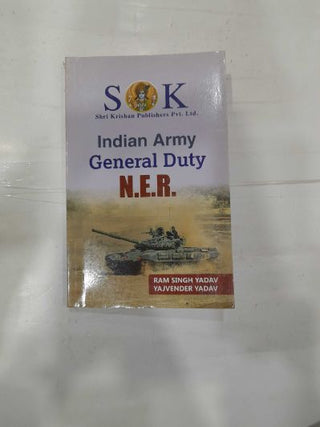 S K
Shri Krishan Publishers Pvt. Ltd.
Indian Army
General Duty
N.E.R.
RAM SINGH YADAV
YAJVENDER YADAV